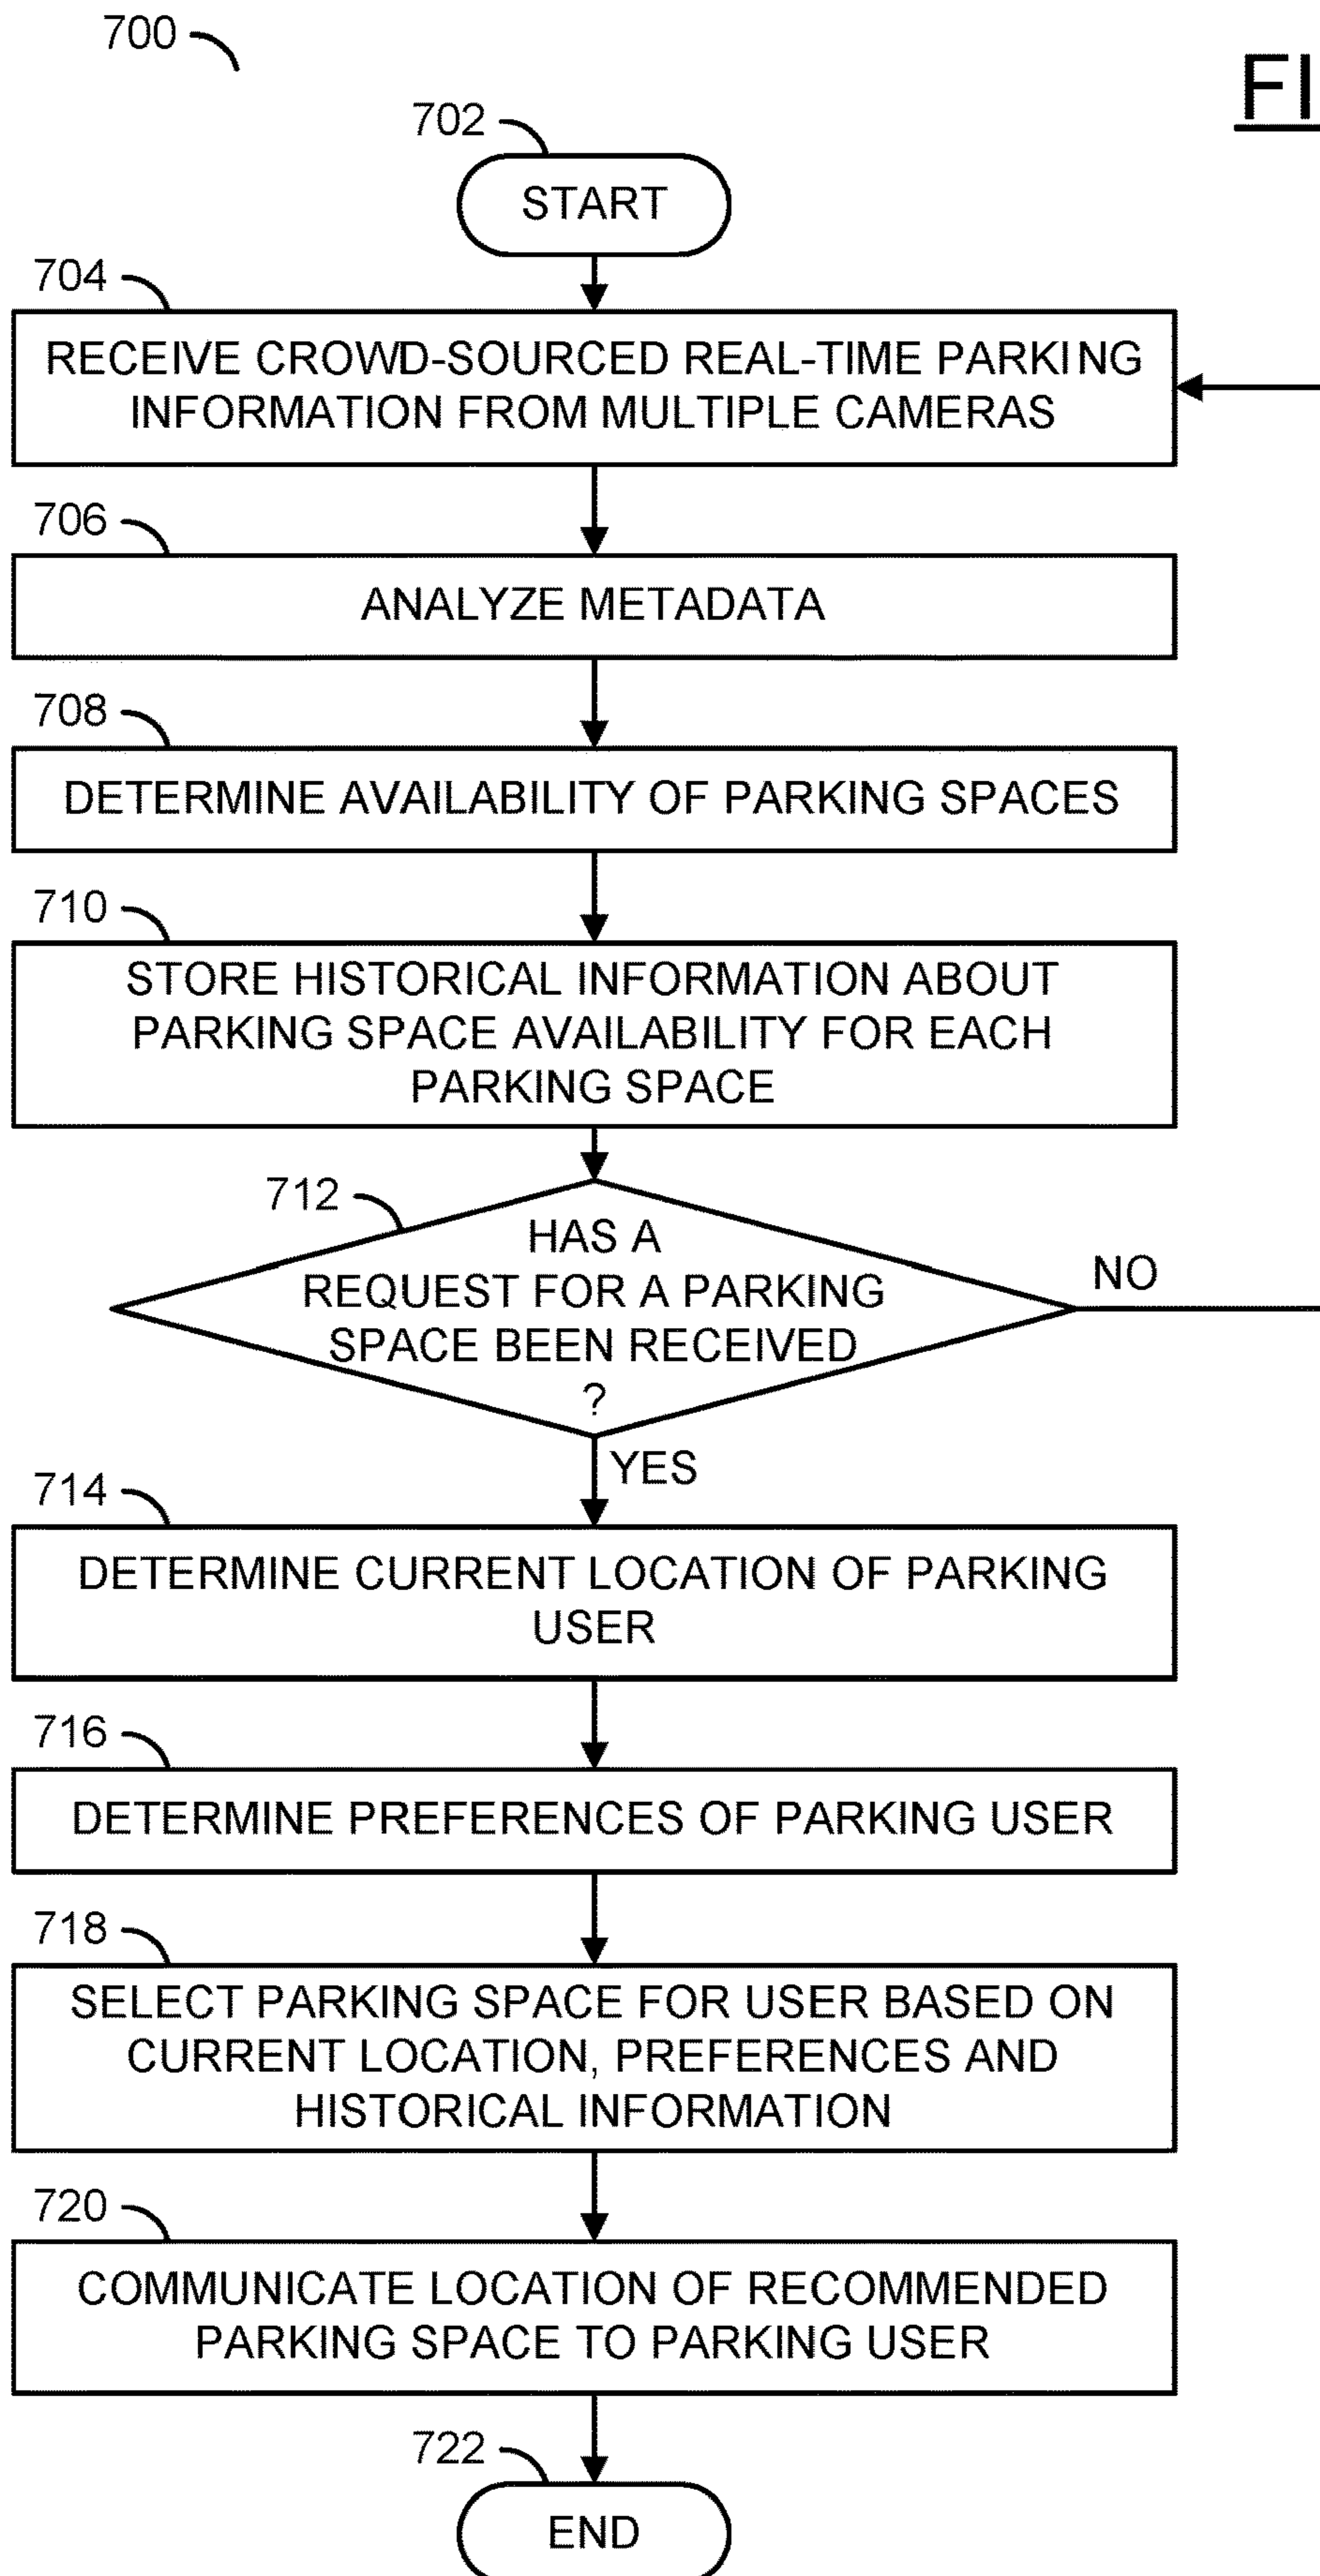 700
FI
702
START
704
RECEIVE CROWD-SOURCED REAL-TIME PARKING
INFORMATION FROM MULTIPLE CAMERAS
706
ANALYZE METADATA
708
DETERMINE AVAILABILITY OF PARKING SPACES
710
STORE HISTORICAL INFORMATION ABOUT
PARKING SPACE AVAILABILITY FOR EACH
PARKING SPACE
712
HAS A
REQUEST FOR A PARKING
SPACE BEEN RECEIVED
?
NO
YES
714
DETERMINE CURRENT LOCATION OF PARKING
USER
716
DETERMINE PREFERENCES OF PARKING USER
718
SELECT PARKING SPACE FOR USER BASED ON
CURRENT LOCATION, PREFERENCES AND
HISTORICAL INFORMATION
720
COMMUNICATE LOCATION OF RECOMMENDED
PARKING SPACE TO PARKING USER
722
END